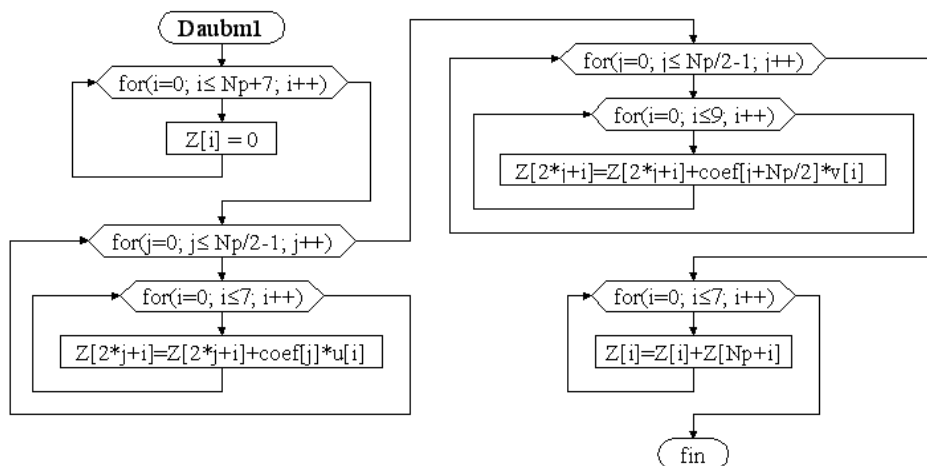 Daubm1
for(i=0; i≤ Np+7; i++)
Z[i] = 0
for(j=0; j≤ Np/2-1; j++)
for(i=0; i≤7; i++)
Z[2*j+i]=Z[2*j+i]+coef[j]*u[i]
for(j=0; j≤ Np/2-1; j++)
for(i=0; i≤9; i++)
Z[2*j+i]=Z[2*j+i]+coef[j+Np/2]*v[i]
for(i=0; i≤7; i++)
Z[i]=Z[i]+Z[Np+i]
fin